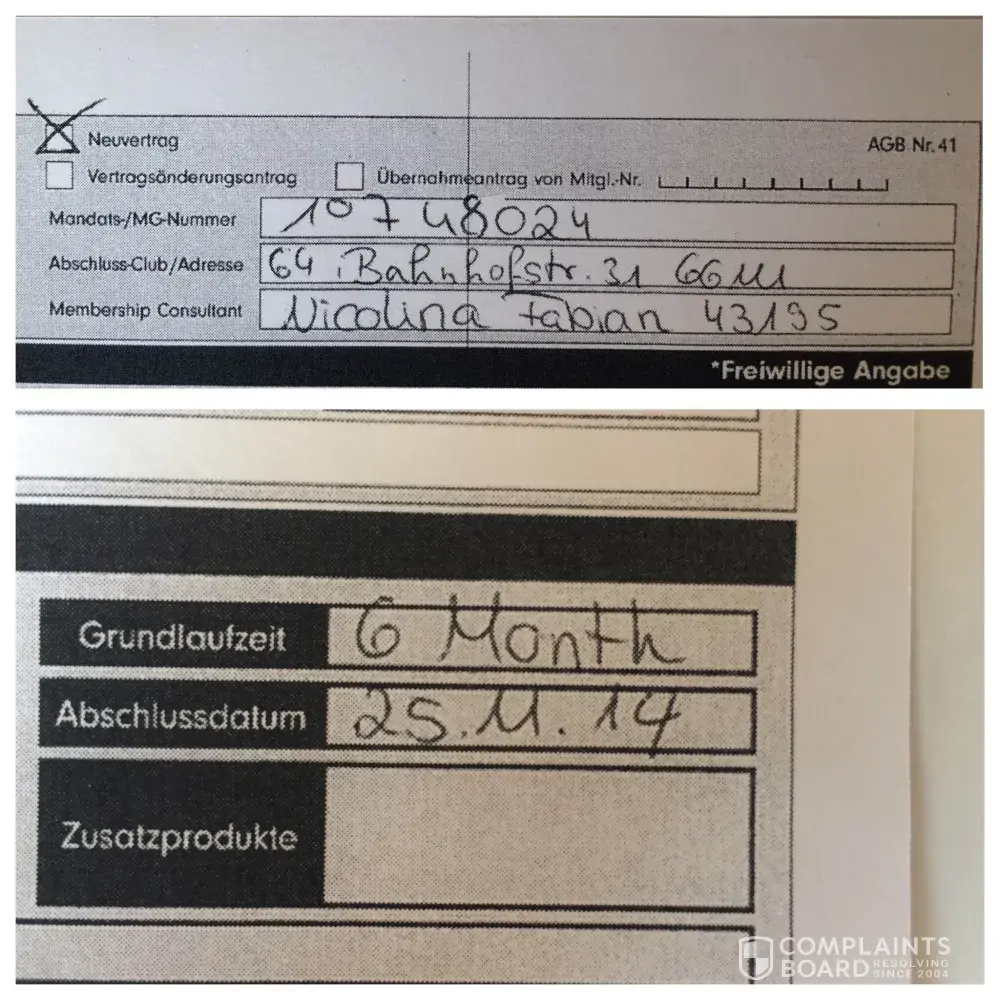 Neuvertrag
AGB Nr. 41
Vertragsänderungsantrag Übernahmeantrag von Mitgl.-Nr.
Mandats-/MG-Nummer 10748024
Abschluss-Club/Adresse 64, Bahnhofstr. 31 66111
Membership Consultant Nicolina Fabian 43195
*Freiwillige Angabe
Grundlaufzeit 6 Month
Abschlussdatum 25.11.14
Zusatzprodukte
COMPLAINTS
BOARD RESOLVING
SINCE 2004